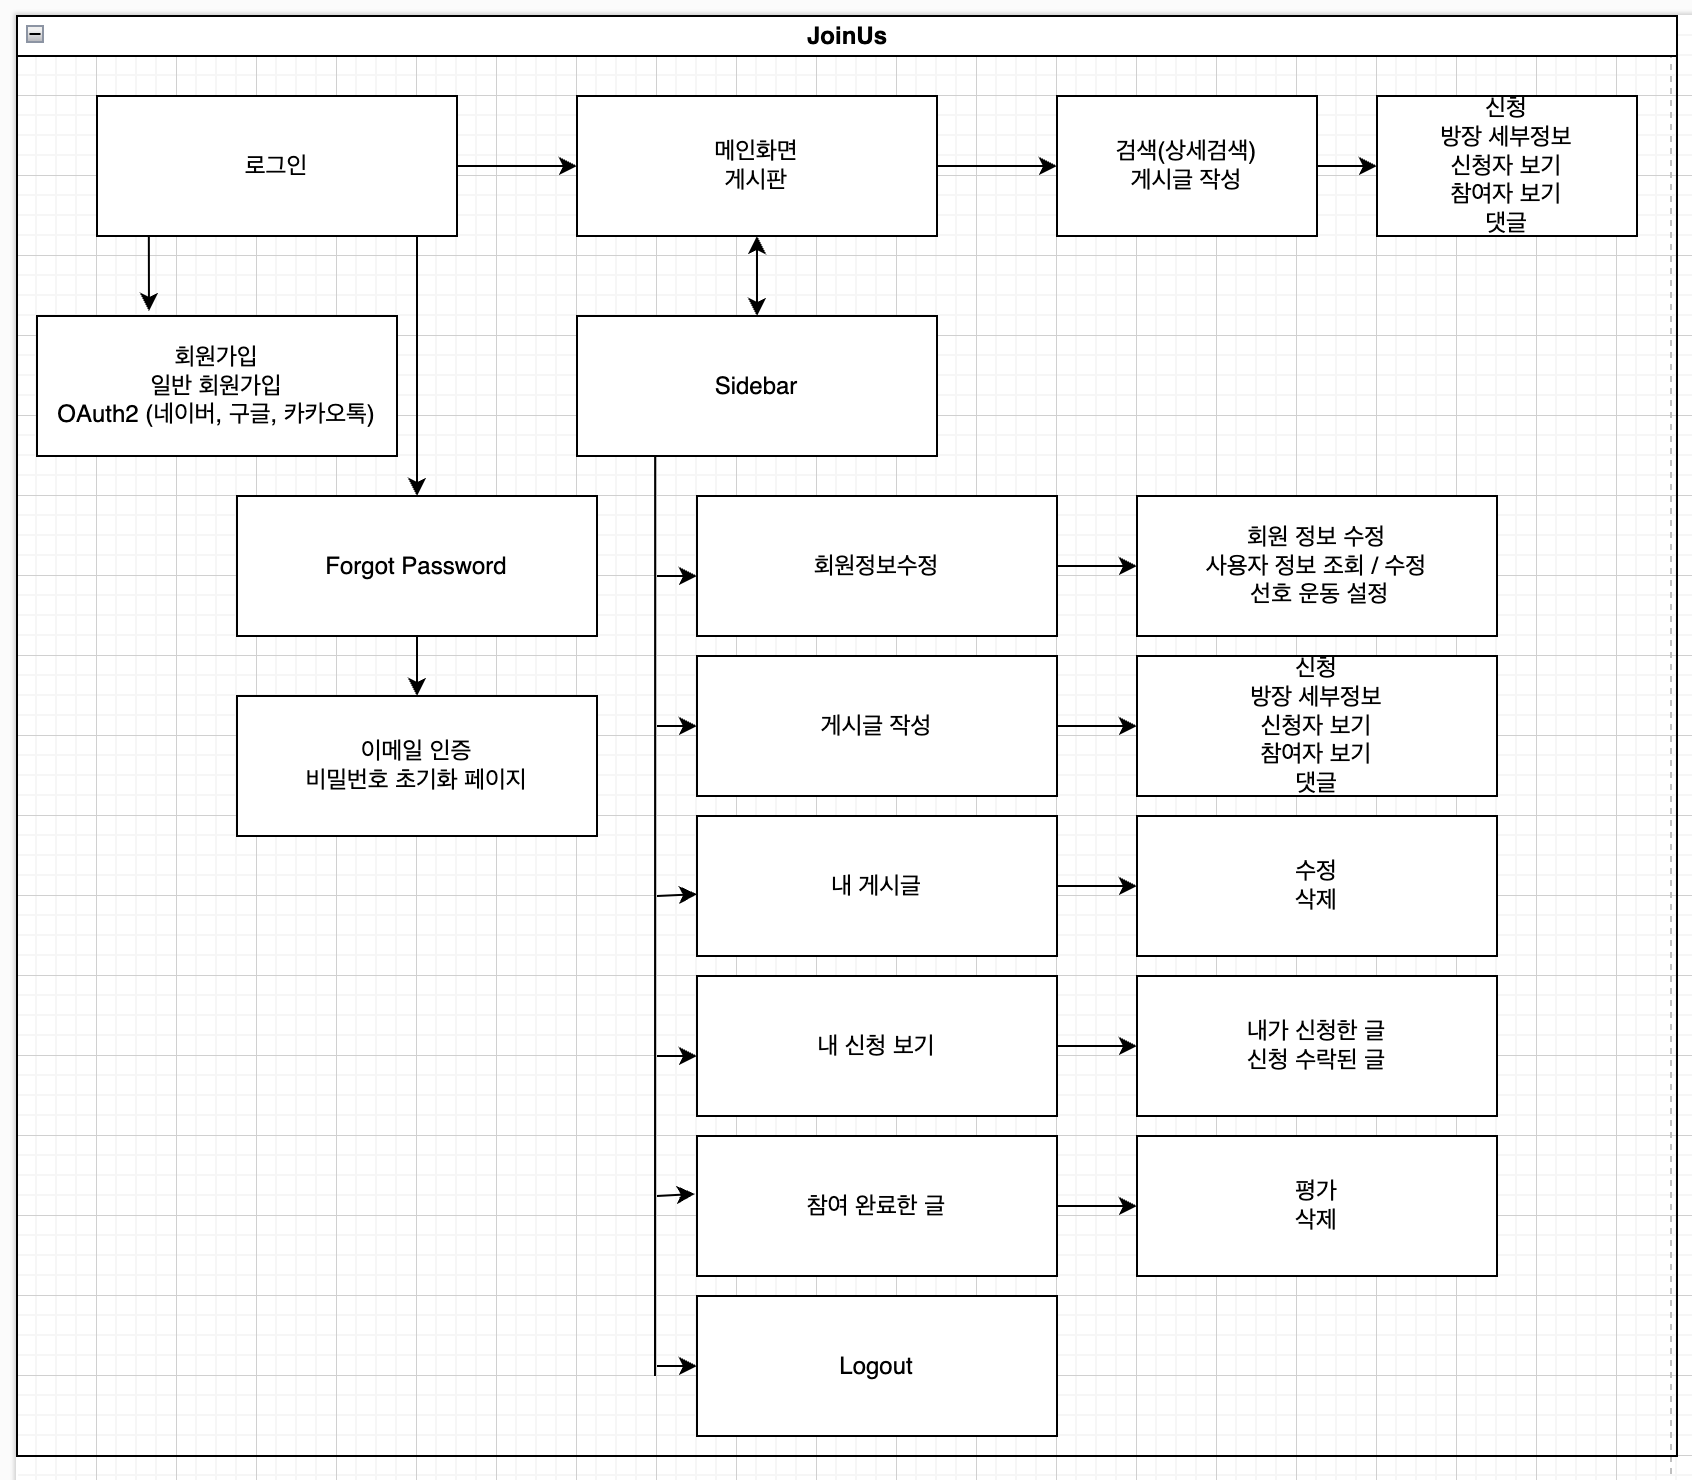 JoinUs
로그인
메인화면
게시판
검색(상세검색)
게시글 작성
신청
방장 세부정보
신청자 보기
참여자 보기
댓글
회원가입
일반 회원가입
OAuth2 (네이버, 구글, 카카오톡)
Sidebar
Forgot Password
이메일 인증
비밀번호 초기화 페이지
회원정보수정
회원 정보 수정
사용자 정보 조회 / 수정
선호 운동 설정
게시글 작성
신청
방장 세부정보
신청자 보기
참여자 보기
댓글
내 게시글
수정
삭제
내 신청 보기
내가 신청한 글
신청 수락된 글
참여 완료한 글
평가
삭제
Logout